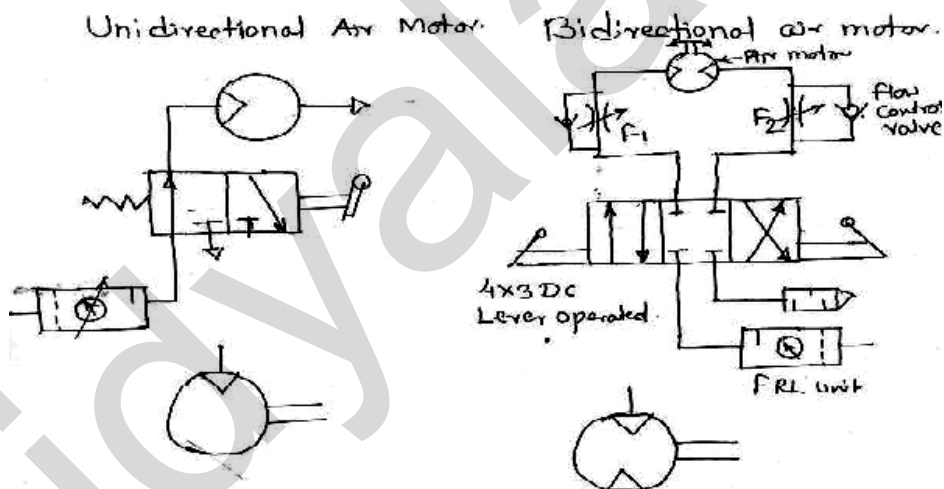 Unidirectional Air Motor.
Bidirectional air motor.
Air motor
F1
F2
flow
control
valve
4x3 DC
Lever operated.
FRL unit